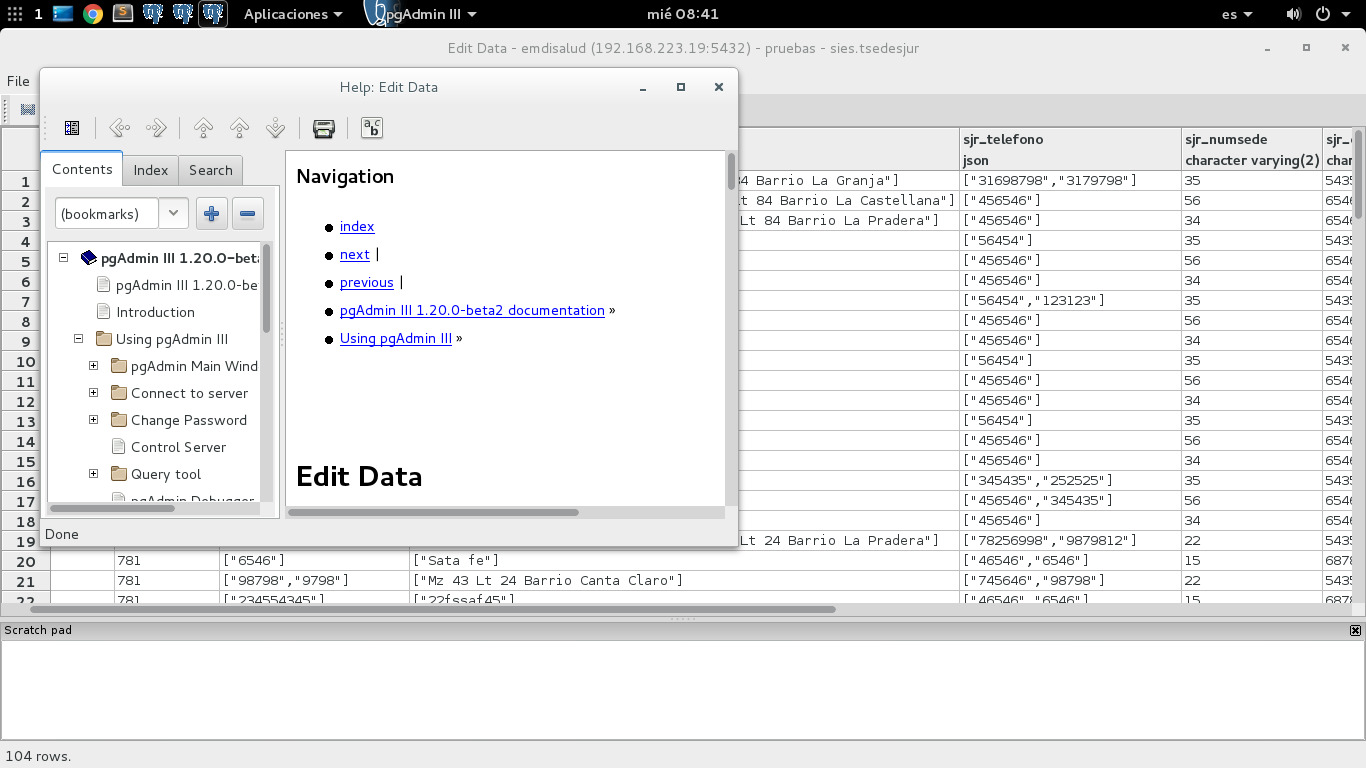 1 Aplicaciones pgAdmin III mié 08:41 es
Edit Data - emdisalud (192.168.223.19:5432) - pruebas - sies.tsedesjur
File
Help: Edit Data
Contents Index Search
(bookmarks)
pgAdmin III 1.20.0-beta
pgAdmin III 1.20.0-be
Introduction
Using pgAdmin III
pgAdmin Main Wind
Connect to server
Change Password
Control Server
Query tool
pgAdmin Debugger
Navigation
index
next |
previous |
pgAdmin III 1.20.0-beta2 documentation »
Using pgAdmin III »
Edit Data
Done
sjr_telefono sjr_numsede
json character varying(2) char
1 84 Barrio La Granja"] ["31698798","3179798"] 35 5435
2 Lt 84 Barrio La Castellana"] ["456546"] 56 6546
3 Lt 84 Barrio La Pradera"] ["456546"] 34 6546
4 ["56454"] 35 5435
5 ["456546"] 56 6546
6 ["456546"] 34 6546
7 ["56454","123123"] 35 5435
8 ["456546"] 56 6546
9 ["456546"] 34 6546
10 ["56454"] 35 5435
11 ["456546"] 56 6546
12 ["456546"] 34 6546
13 ["56454"] 35 5435
14 ["456546"] 56 6546
15 ["456546"] 34 6546
16 ["345435","252525"] 35 5435
17 ["456546","345435"] 56 6546
18 ["456546"] 34 6546
19 Lt 24 Barrio La Pradera"] ["78256998","9879812"] 22 5435
20 781 ["6546"] ["Sata fe"] ["46546","6546"] 15 6878
21 781 ["98798","9798"] ["Mz 43 Lt 24 Barrio Canta Claro"] ["745646","98798"] 22 5435
22 781 ["234554345"] ["22fssaf45"] ["46546","6546"] 15 6878
Scratch pad
104 rows.